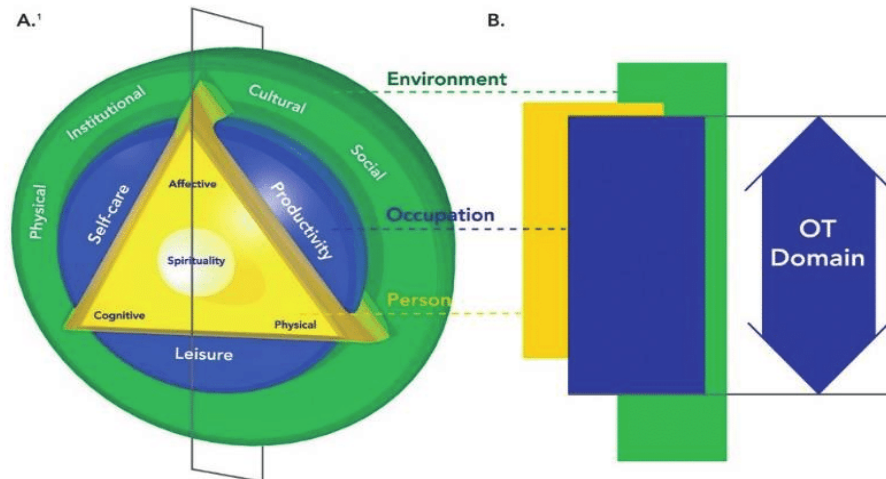 A.¹
B.
Environment
Institutional
Cultural
Physical
Social
Affective
Self-care
Productivity
Occupation
OT
Domain
Spirituality
Person
Cognitive
Physical
Leisure